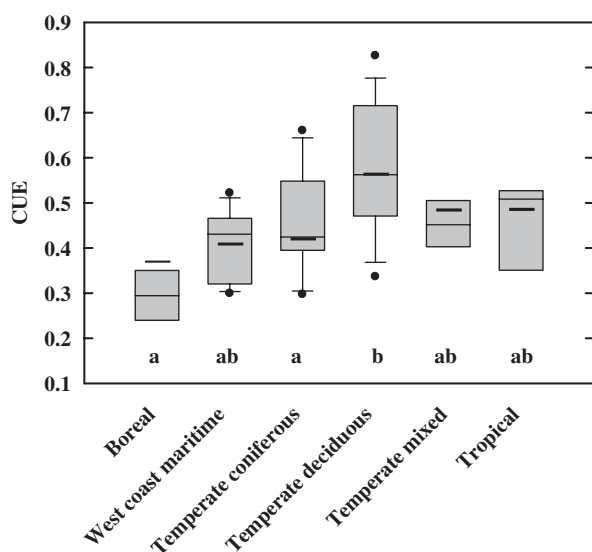 0.9
0.8
0.7
0.6
0.5
0.4
0.3
0.2
0.1
CUE
a
ab
a
b
ab
ab
Boreal
West coast maritime
Temperate coniferous
Temperate deciduous
Temperate mixed
Tropical